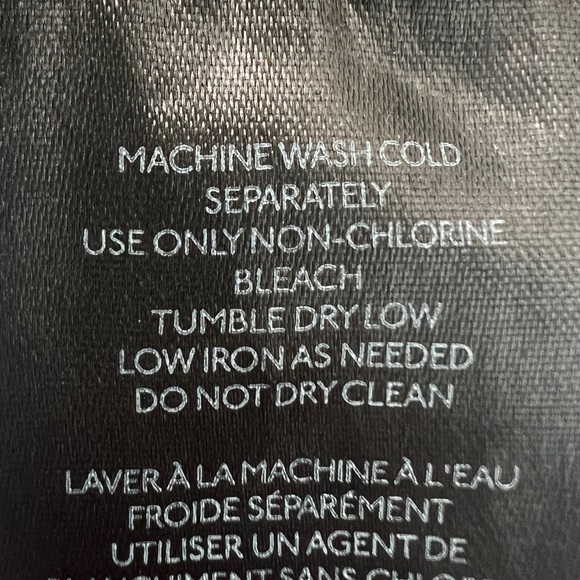 MACHINE WASH COLD
SEPARATELY
USE ONLY NON-CHLORINE
BLEACH
TUMBLE DRY LOW
LOW IRON AS NEEDED
DO NOT DRY CLEAN
LAVER À LA MACHINE À L'EAU
FROIDE SÉPARÉMENT
UTILISER UN AGENT DE
SANS